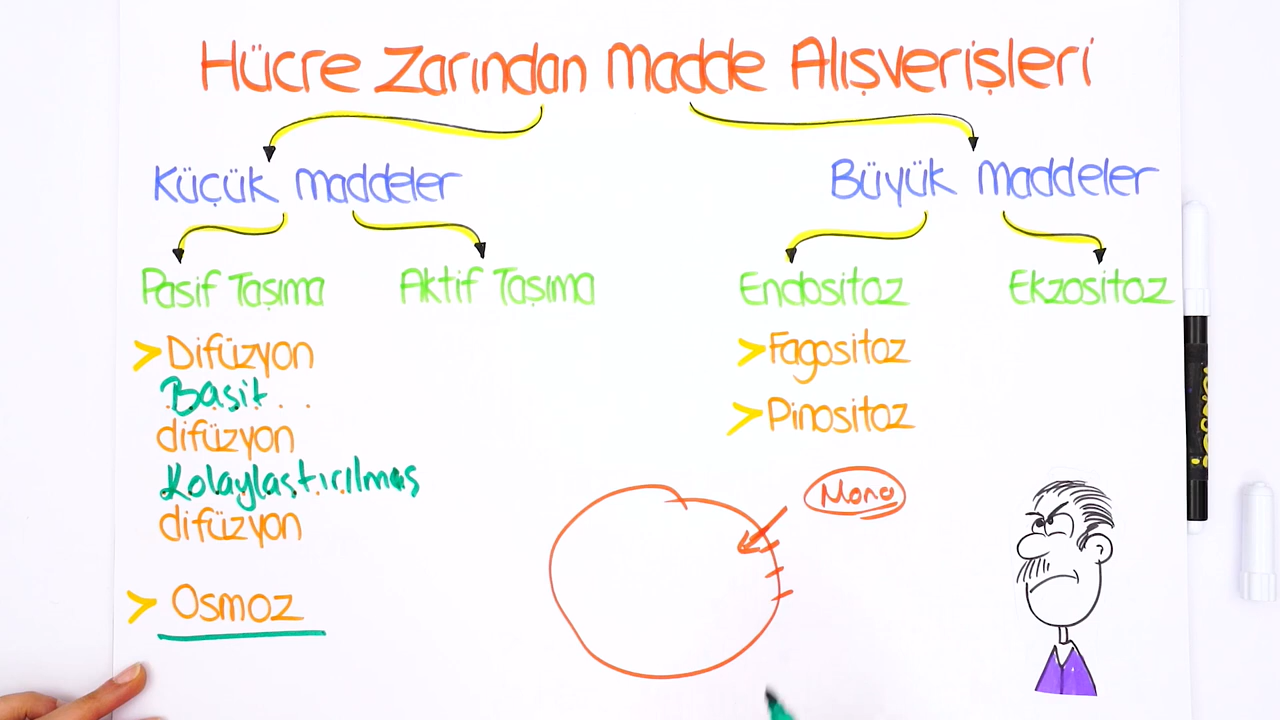 Hücre Zarından Madde Alışverişleri
Küçük maddeler
Büyük maddeler
Pasif Taşıma
Aktif Taşıma
Endositoz
Ekzositoz
> Difüzyon
Basit
difüzyon
Kolaylaştırılmış
difüzyon
> Osmoz
> Fagositoz
> Pinositoz
Mono